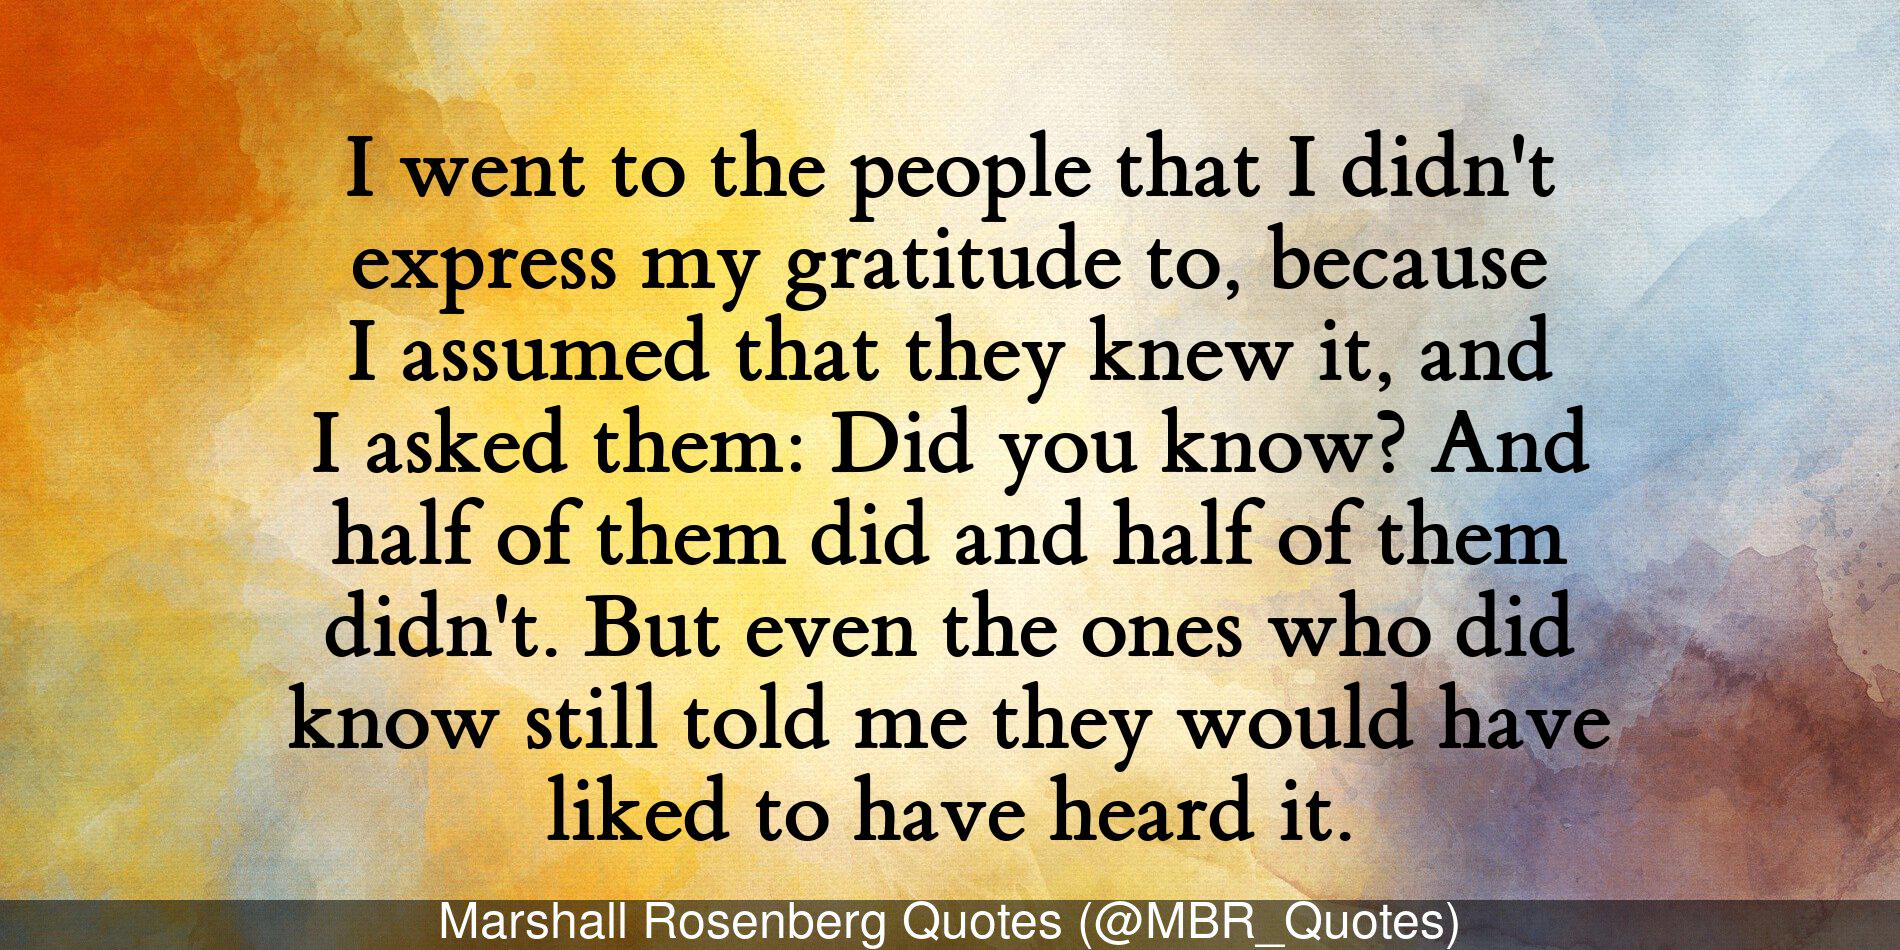 I went to the people that I didn't
express my gratitude to, because
I assumed that they knew it, and
I asked them: Did you know? And
half of them did and half of them
didn't. But even the ones who did
know still told me they would have
liked to have heard it.
Marshall Rosenberg Quotes (@MBR_Quotes)